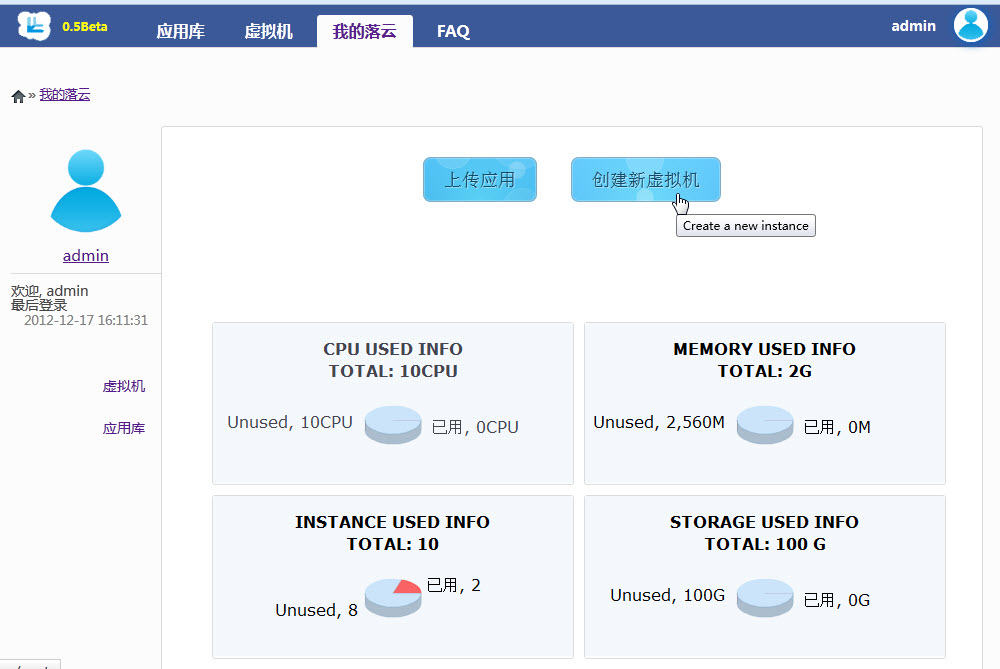 0.5Beta
应用库
虚拟机
我的落云
FAQ
admin
» 我的落云
admin
欢迎, admin
最后登录
2012-12-17 16:11:31
虚拟机
应用库
上传应用
创建新虚拟机
Create a new instance
CPU USED INFO
TOTAL: 10CPU
Unused, 10CPU
已用, 0CPU
MEMORY USED INFO
TOTAL: 2G
Unused, 2,560M
已用, 0M
INSTANCE USED INFO
TOTAL: 10
已用, 2
Unused, 8
STORAGE USED INFO
TOTAL: 100 G
Unused, 100G
已用, 0G